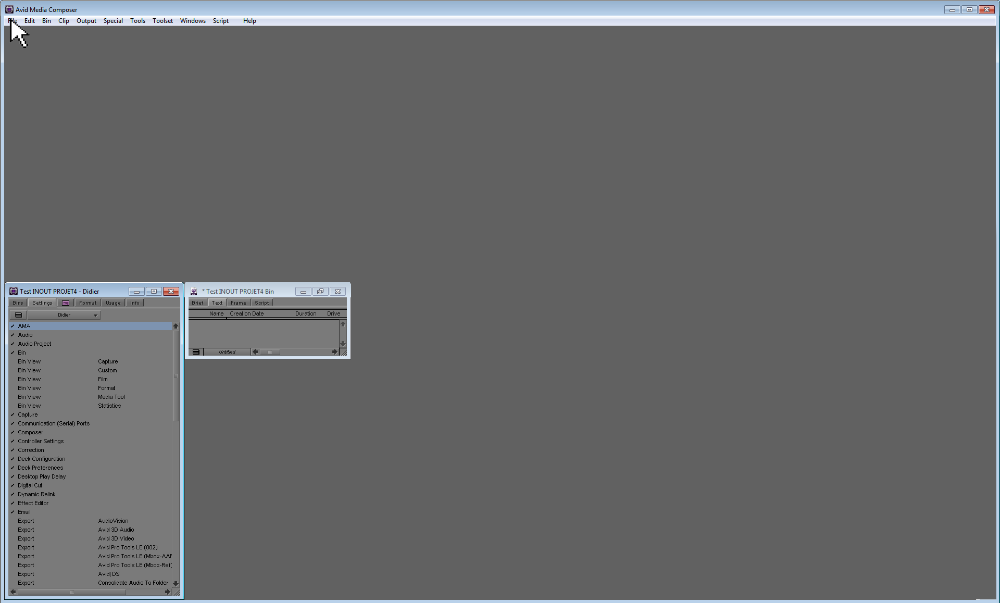 Avid Media Composer
File Edit Bin Clip Output Special Tools Toolset Windows Script Help
Test INOUT PROJET4 - Didier
Bins Settings Format Usage Info
Didier
AMA
Audio
Audio Project
Bin
Bin View Capture
Bin View Custom
Bin View Film
Bin View Format
Bin View Media Tool
Bin View Statistics
Capture
Communication (Serial) Ports
Composer
Controller Settings
Correction
Deck Configuration
Deck Preferences
Desktop Play Delay
Digital Cut
Dynamic Relink
Effect Editor
Email
Export AudioVision
Export Avid 3D Audio
Export Avid 3D Video
Export Avid Pro Tools LE (002)
Export Avid Pro Tools LE (Mbox-AAF
Export Avid Pro Tools LE (Mbox-Ref)
Export Avid| DS
Export Consolidate Audio To Folder
* Test INOUT PROJET4 Bin
Brief Text Frame Script
Name Creation Date Duration Drive
Untitled